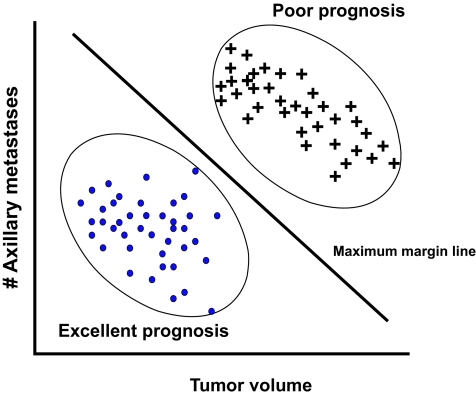 Poor prognosis
# Axillary metastases
Maximum margin line
Excellent prognosis
Tumor volume